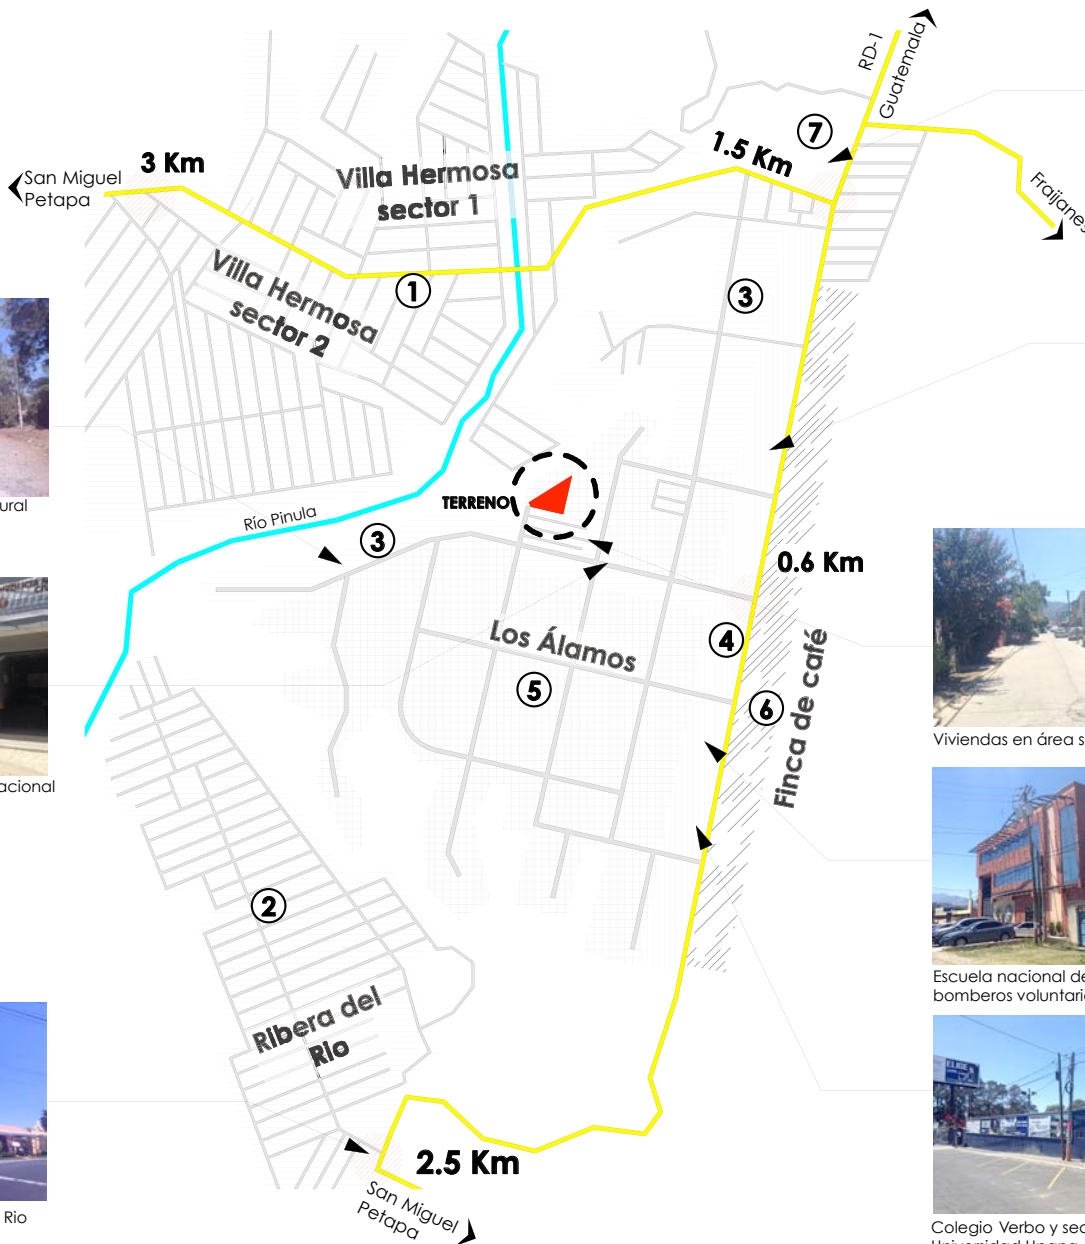 RD-1
Guatemala
7
1.5 Km
3 Km
San Miguel
Petapa
Villa Hermosa
sector 1
Fraijanes
Villa Hermosa
sector 2
1
3
TERRENO
Río Pinula
3
0.6 Km
Los Álamos
4
5
6
Finca de café
2
Ribera del
Rio
2.5 Km
San Miguel
Petapa
ural
acional
Rio
Viviendas en área s
Escuela nacional de
bomberos voluntari
Colegio Verbo y sed